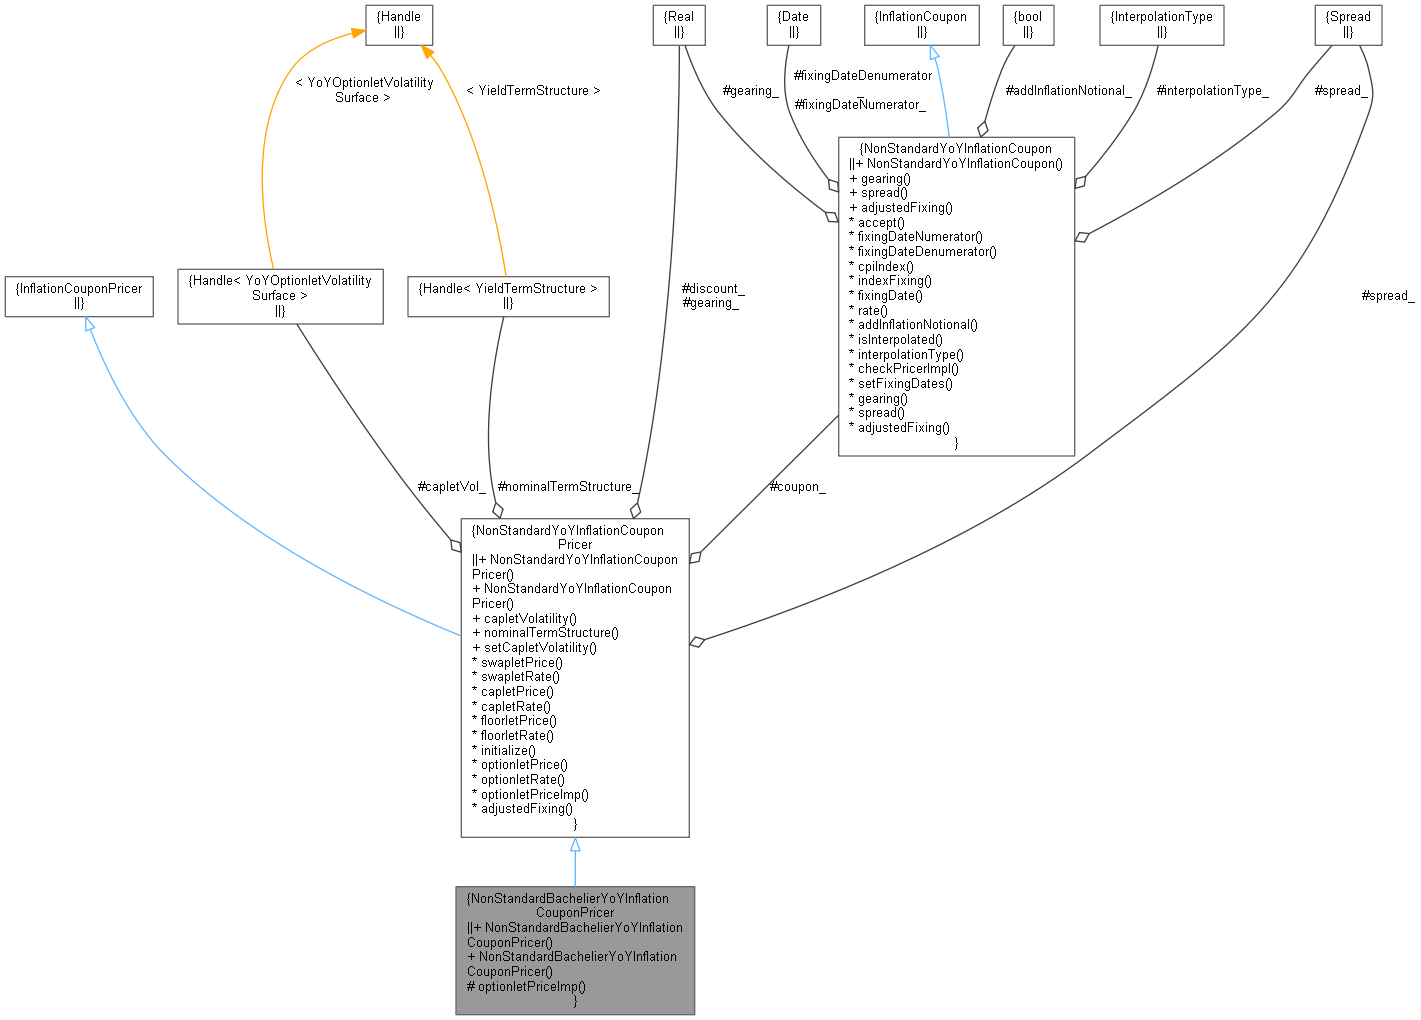 {Handle
||}
{Real
||}
{Date
||}
{InflationCoupon
||}
{bool
||}
{InterpolationType
||}
{Spread
||}
< YoYOptionletVolatility
Surface >
< YieldTermStructure >
#gearing_
#fixingDateDenumerator
_
#fixingDateNumerator_
#addInflationNotional_
#interpolationType_
#spread_
{NonStandardYoYInflationCoupon
||+ NonStandardYoYInflationCoupon()
+ gearing()
+ spread()
+ adjustedFixing()
* accept()
* fixingDateNumerator()
* fixingDateDenumerator()
* cpiIndex()
* indexFixing()
* fixingDate()
* rate()
* addInflationNotional()
* isInterpolated()
* interpolationType()
* checkPricerImpl()
* setFixingDates()
* gearing()
* spread()
* adjustedFixing()
}
{InflationCouponPricer
||}
{Handle< YoYOptionletVolatility
Surface >
||}
{Handle< YieldTermStructure >
||}
#discount_
#gearing_
#spread_
#capletVol_
#nominalTermStructure_
#coupon_
{NonStandardYoYInflationCoupon
Pricer
||+ NonStandardYoYInflationCoupon
Pricer()
+ NonStandardYoYInflationCoupon
Pricer()
+ capletVolatility()
+ nominalTermStructure()
+ setCapletVolatility()
* swapletPrice()
* swapletRate()
* capletPrice()
* capletRate()
* floorletPrice()
* floorletRate()
* initialize()
* optionletPrice()
* optionletRate()
* optionletPriceImp()
* adjustedFixing()
}
{NonStandardBachelierYoYInflation
CouponPricer
||+ NonStandardBachelierYoYInflation
CouponPricer()
+ NonStandardBachelierYoYInflation
CouponPricer()
# optionletPriceImp()
}